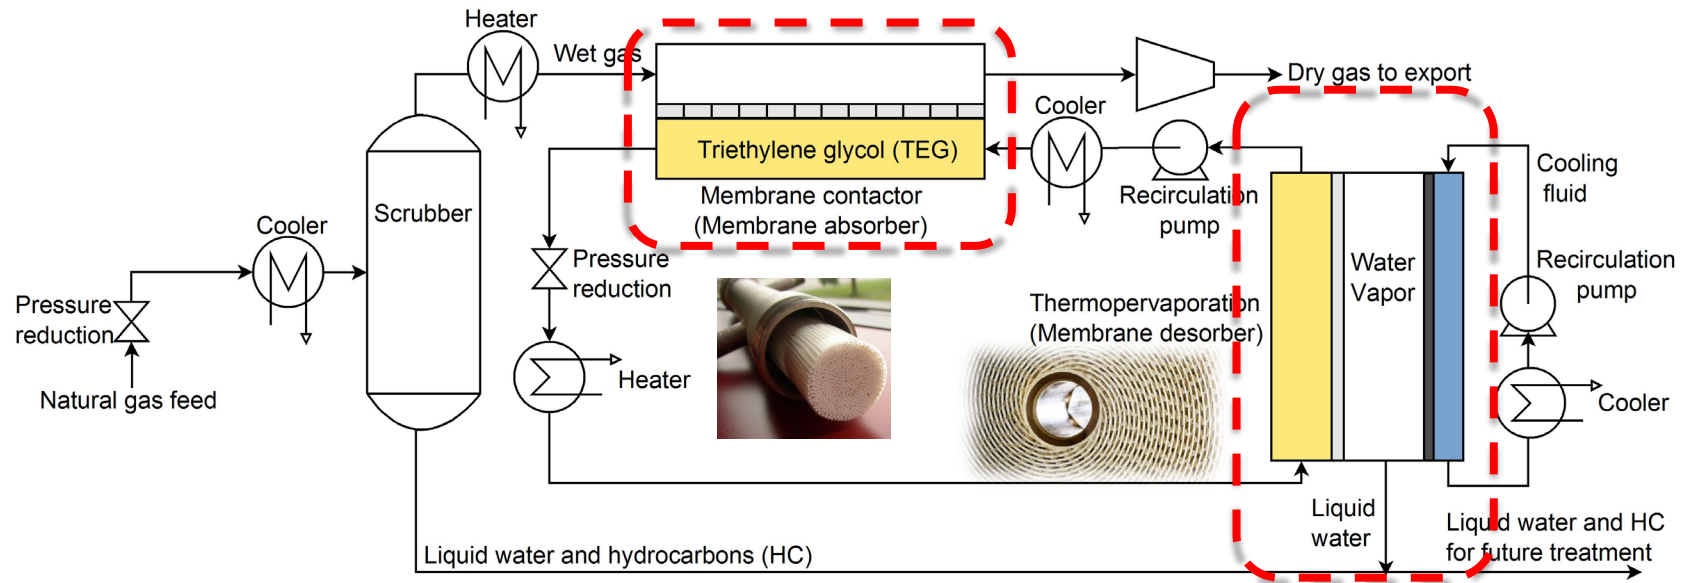 Heater
Wet gas
Dry gas to export
Cooler
Triethylene glycol (TEG)
Membrane contactor
(Membrane absorber)
Recirculation
pump
Cooling
fluid
Scrubber
Cooler
Pressure
reduction
Natural gas feed
Pressure
reduction
Heater
Thermopervaporation
(Membrane desorber)
Water
Vapor
Recirculation
pump
Cooler
Liquid
water
Liquid water and HC
for future treatment
Liquid water and hydrocarbons (HC)